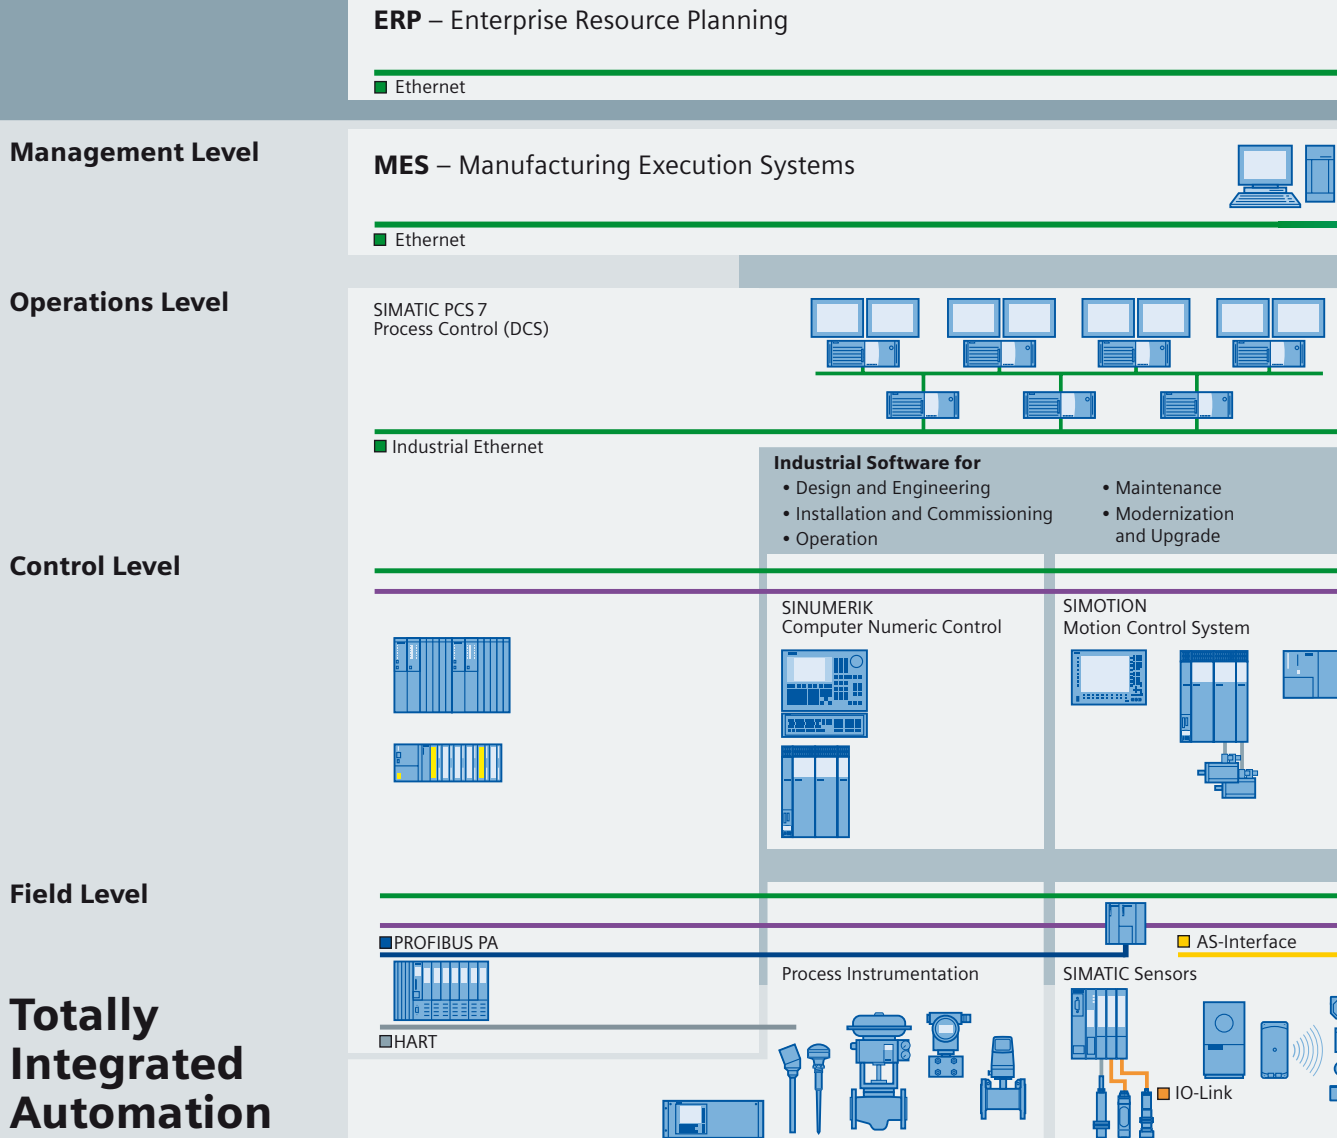 ERP – Enterprise Resource Planning
Ethernet
Management Level
MES – Manufacturing Execution Systems
Ethernet
Operations Level
SIMATIC PCS 7
Process Control (DCS)
Industrial Ethernet
Industrial Software for
• Design and Engineering
• Installation and Commissioning
• Operation
• Maintenance
• Modernization
and Upgrade
Control Level
SINUMERIK
Computer Numeric Control
SIMOTION
Motion Control System
Field Level
PROFIBUS PA
AS-Interface
Process Instrumentation
SIMATIC Sensors
HART
IO-Link
Totally
Integrated
Automation